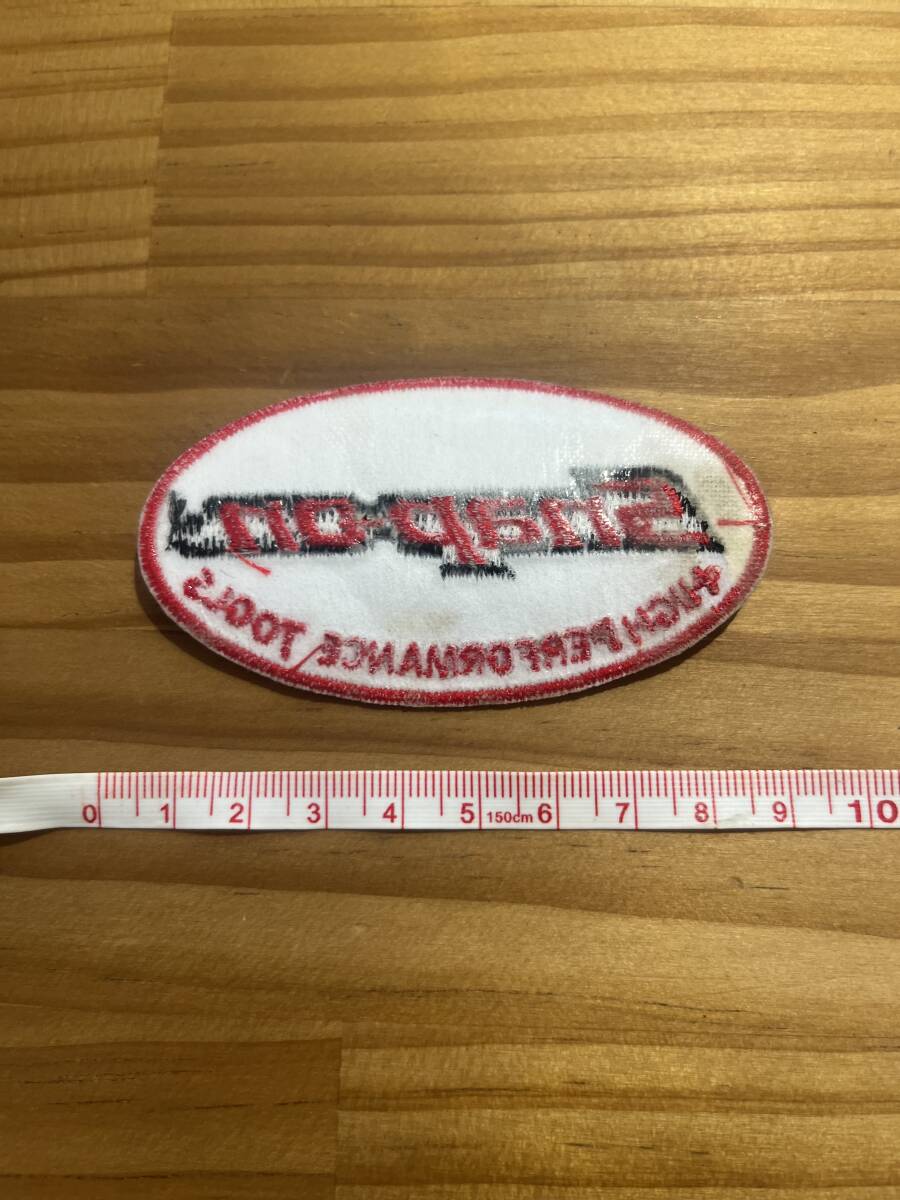 Snap-on
HIGH PERFORMANCE TOOLS
0 1 2 3 4 5 150cm 6 7 8 9 10